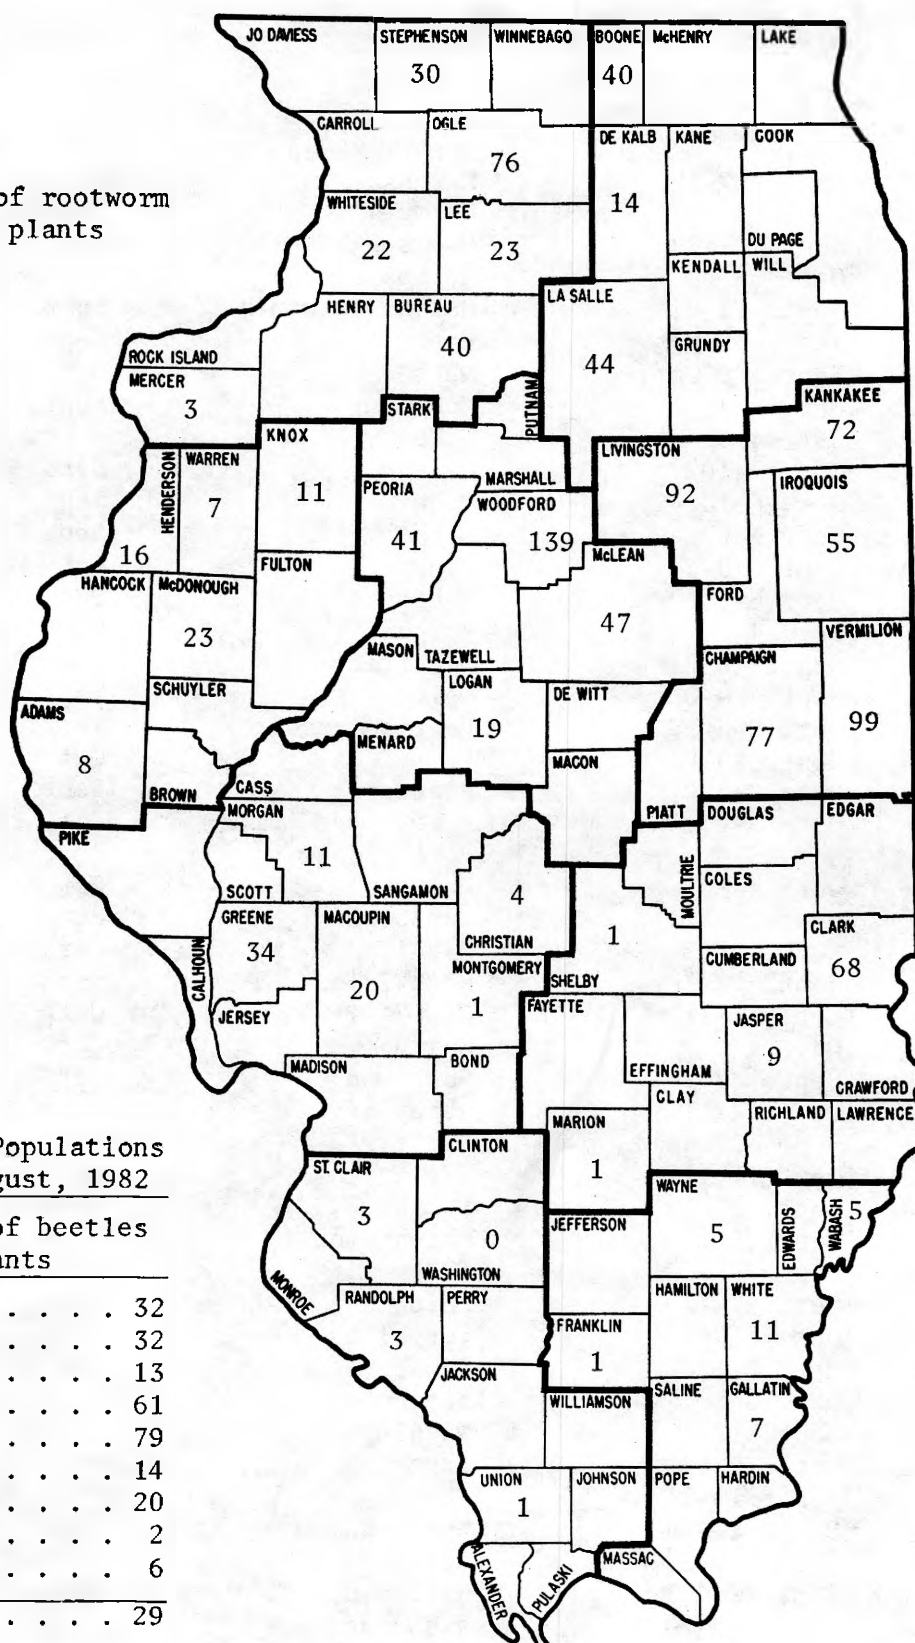 JO DAVIESS STEPHENSON WINNEBAGO BOONE McHENRY LAKE
30 40
CARROLL OGLE DE KALB KANE COOK
76
of rootworm
WHITESIDE LEE 14
plants
22 23 DU PAGE
KENDALL WILL
HENRY BUREAU LA SALLE
40 GRUNDY
ROCK ISLAND 44
MERCER PUTNAM KANKAKEE
3 STARK 72
KNOX LIVINGSTON
HENDERSON WARREN MARSHALL IROQUOIS
7 11 PEORIA WOODFORD 92
16 41 139 McLEAN 55
HANCOCK McDONOUGH FULTON FORD
23 47 VERMILION
MASON TAZEWELL CHAMPAIGN
SCHUYLER LOGAN DE WITT
ADAMS 19 77 99
8 MENARD MACON
BROWN CASS
PIKE MORGAN PIATT DOUGLAS EDGAR
11
SCOTT SANGAMON 4 MOULTRIE COLES
GREENE MACOUPIN CHRISTIAN 1 CLARK
CALHOUN 34 MONTGOMERY SHELBY CUMBERLAND 68
20 1 FAYETTE
JERSEY JASPER
9
MADISON BOND EFFINGHAM CRAWFORD
CLAY
MARION RICHLAND LAWRENCE
Populations CLINTON
gust, 1982 ST. CLAIR 1 WAYNE
of beetles 3 JEFFERSON 5 EDWARDS WABASH 5
ants 0
MONROE WASHINGTON
RANDOLPH PERRY HAMILTON WHITE
. . . . 32
. . . . 32 3 FRANKLIN 11
. . . . 13 JACKSON 1
. . . . 61 WILLIAMSON SALINE GALLATIN
. . . . 79 7
. . . . 14 UNION JOHNSON POPE HARDIN
. . . . 20 1
. . . . 2 ALEXANDER PULASKI MASSAC
. . . . 6
. . . . 29